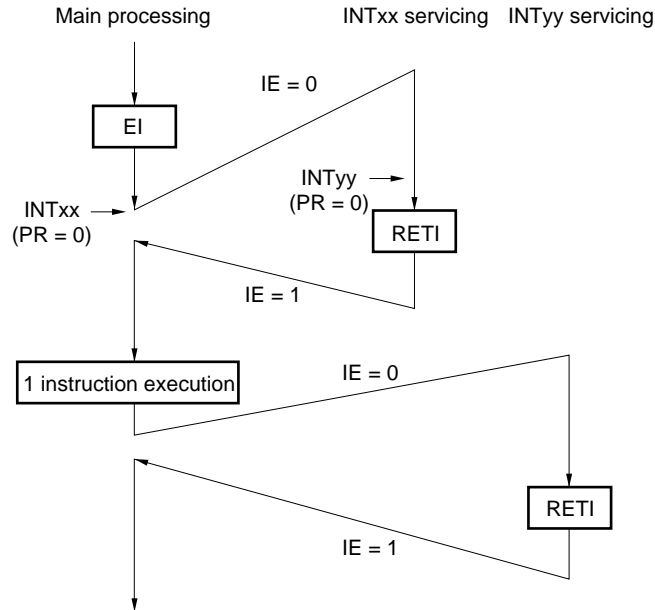 Main processing
INTxx servicing
INTyy servicing
IE = 0
EI
INTyy
(PR = 0)
INTxx
(PR = 0)
RETI
IE = 1
1 instruction execution
IE = 0
RETI
IE = 1